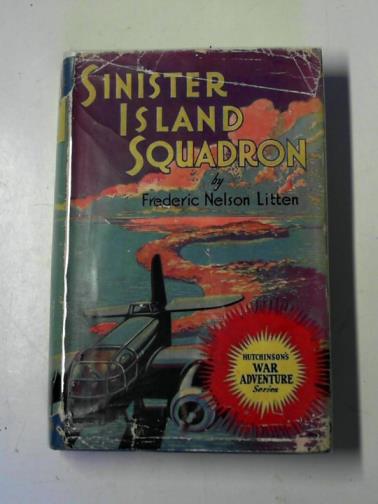 SINISTER
ISLAND
SQUADRON
by
Frederic Nelson Litten
HUTCHINSON'S
WAR
ADVENTURE
Series